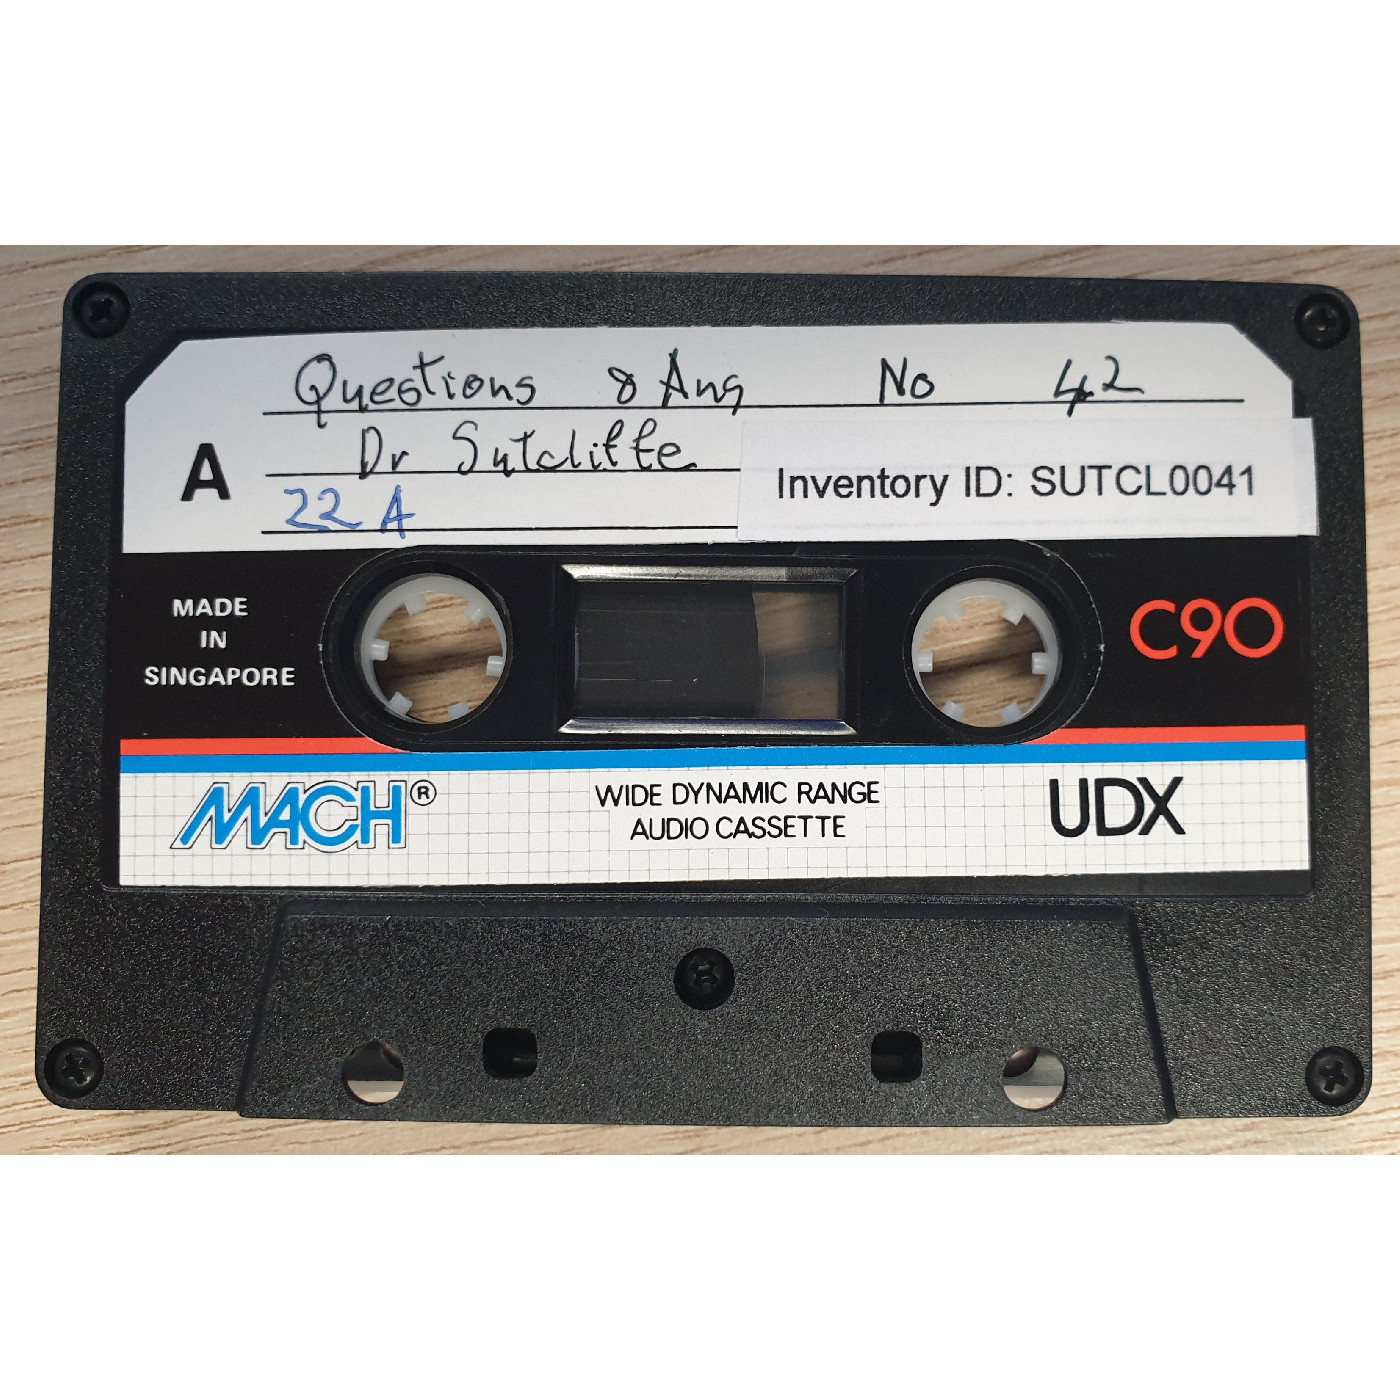 Questions & Ans No 42
Dr Sutcliffe
A
Inventory ID: SUTCL0041
22 A
MADE
IN
SINGAPORE
C90
MACH®
WIDE DYNAMIC RANGE
AUDIO CASSETTE
UDX